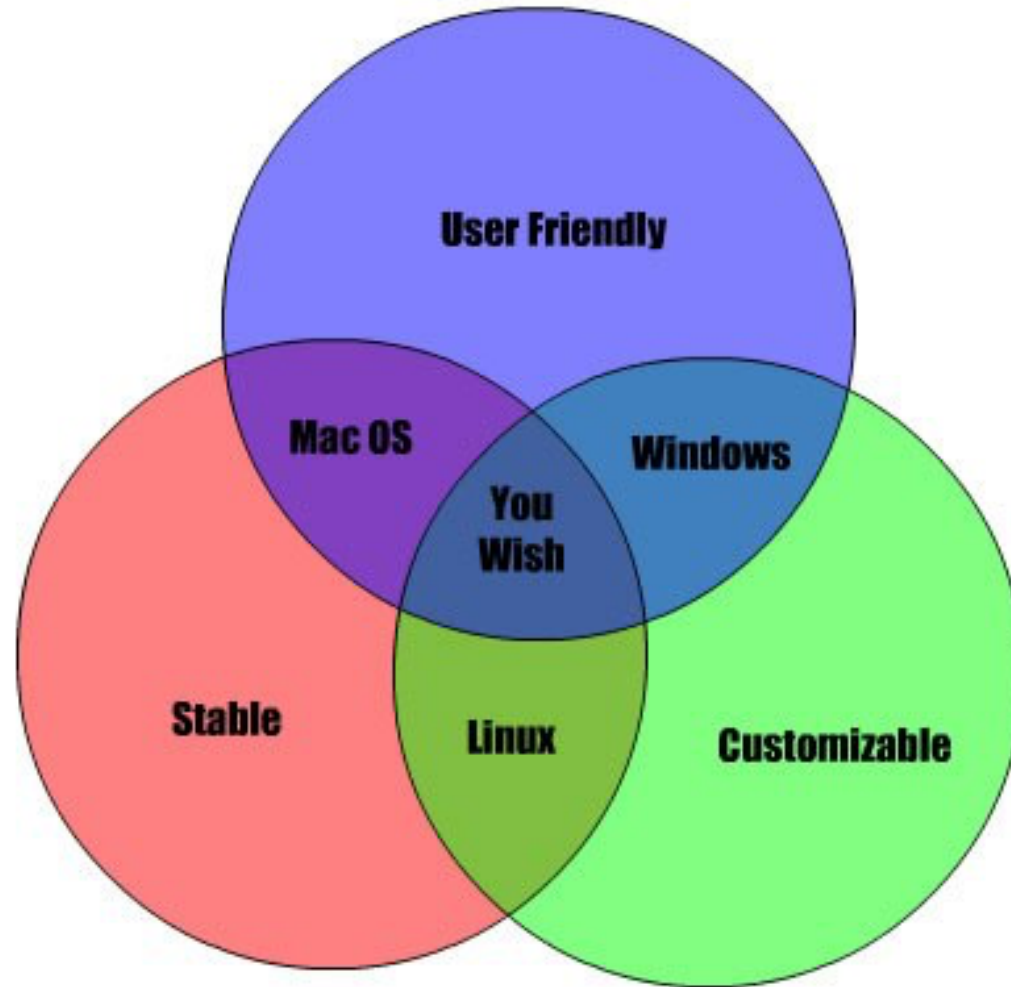 User Friendly
Mac OS
Windows
You
Wish
Stable
Linux
Customizable